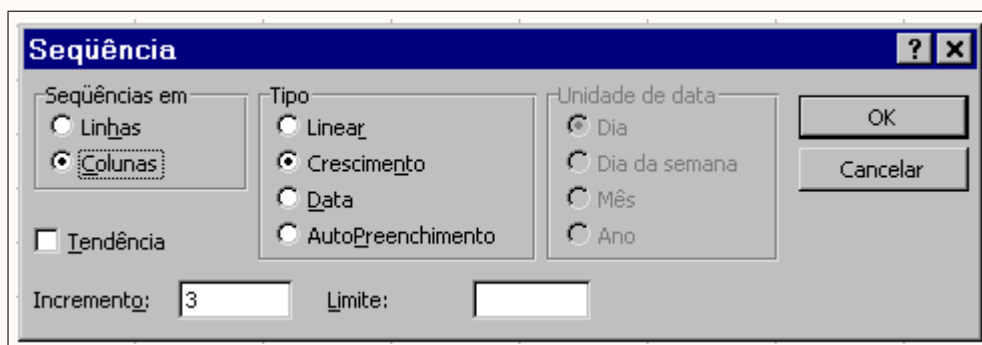 Seqüência
Seqüências em
Linhas
Colunas
Tendência
Tipo
Linear
Crescimento
Data
AutoPreenchimento
Unidade de data
Dia
Dia da semana
Mês
Ano
OK
Cancelar
Incremento: 3
Limite: